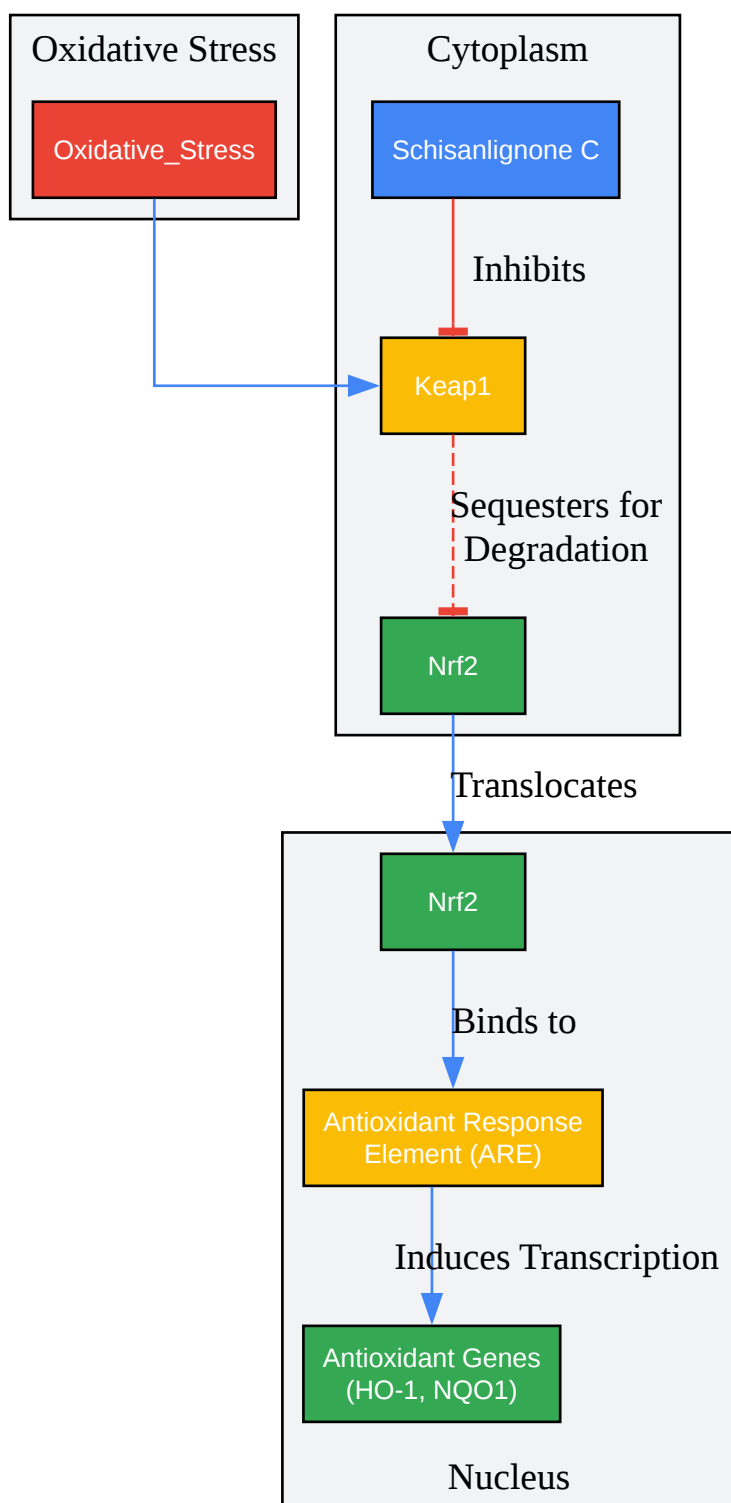 Oxidative Stress
Cytoplasm
Oxidative_Stress
Schisanlignone C
Inhibits
Keap1
Sequesters for
Degradation
Nrf2
Translocates
Nrf2
Binds to
Antioxidant Response
Element (ARE)
Induces Transcription
Antioxidant Genes
(HO-1, NQO1)
Nucleus